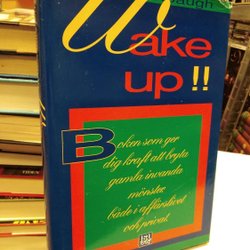 Wake
up!!
Boken som ger
dig kraft att bryta
gamla invanda
mönster,
både i affärslivet
och privat